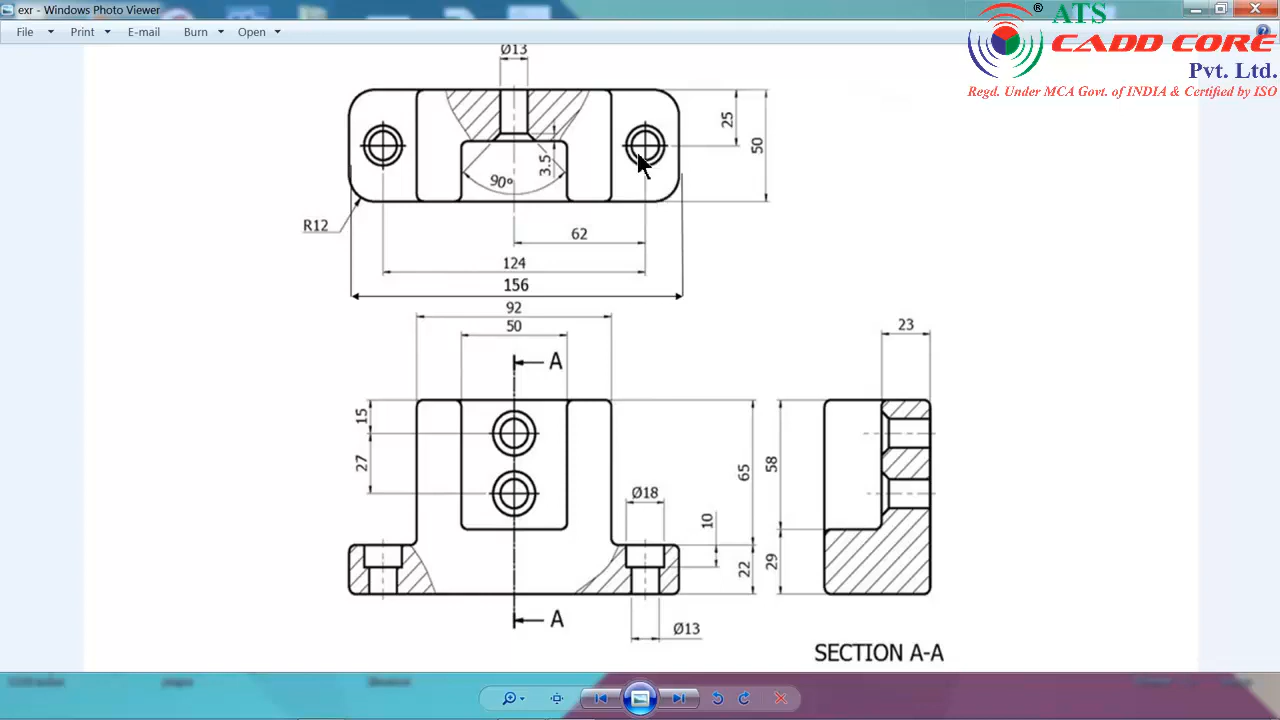 exr - Windows Photo Viewer
ATS
®
CADD CORE
Pvt. Ltd.
Regd. Under MCA Govt. of INDIA & Certified by ISO
File
Print
E-mail
Burn
Open
Ø13
25
50
3.5
90º
R12
62
124
156
92
50
23
A
15
27
58
65
Ø18
10
22
29
A
Ø13
SECTION A-A